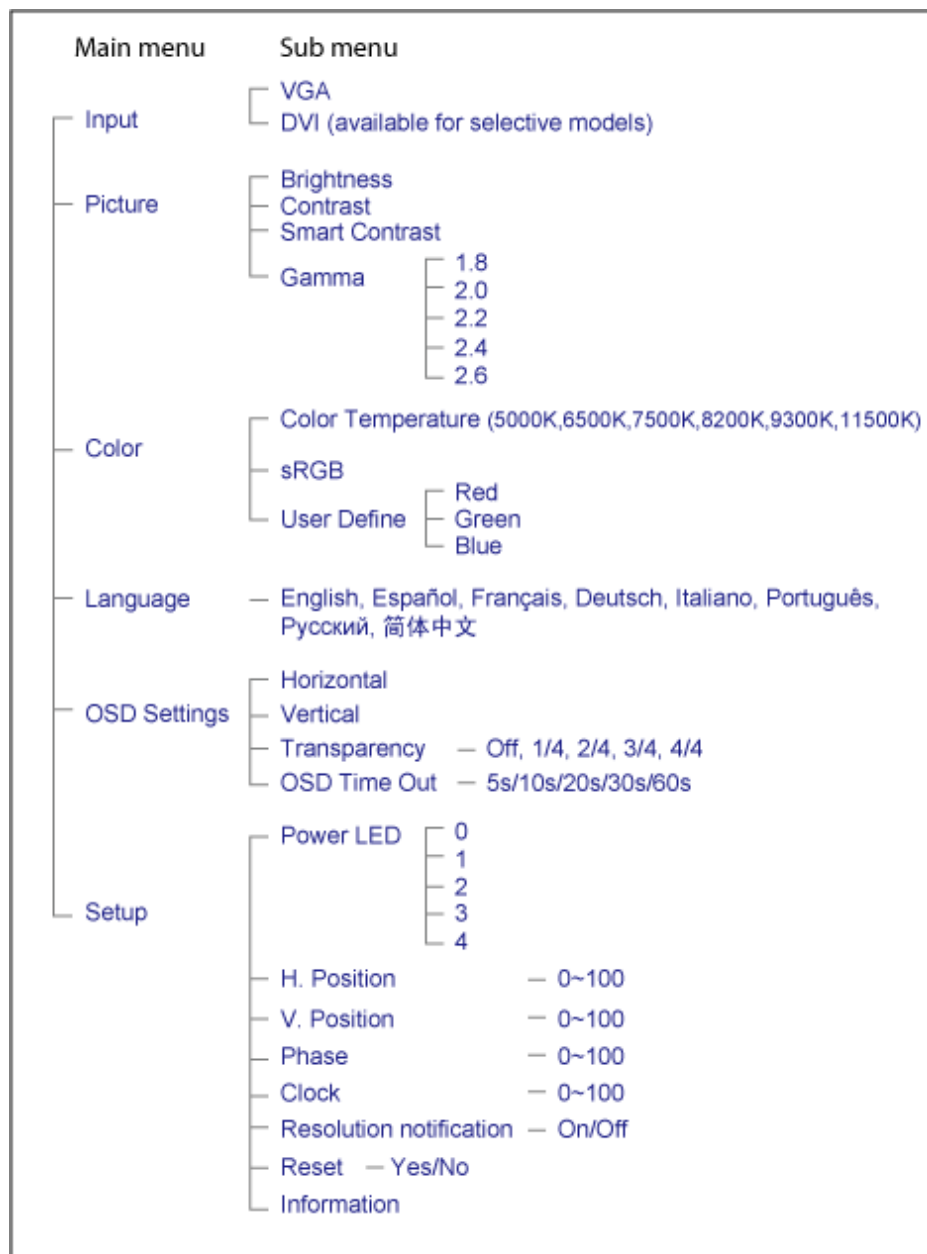 Main menu Sub menu
VGA
Input
DVI (available for selective models)
Brightness
Picture
Contrast
Smart Contrast
Gamma
1.8
2.0
2.2
2.4
2.6
Color Temperature (5000K,6500K,7500K,8200K,9300K,11500K)
Color
sRGB
User Define
Red
Green
Blue
Language
English, Español, Français, Deutsch, Italiano, Português,
Русский, 简体中文
OSD Settings
Horizontal
Vertical
Transparency — Off, 1/4, 2/4, 3/4, 4/4
OSD Time Out — 5s/10s/20s/30s/60s
Setup
Power LED
0
1
2
3
4
H. Position — 0~100
V. Position — 0~100
Phase — 0~100
Clock — 0~100
Resolution notification — On/Off
Reset — Yes/No
Information